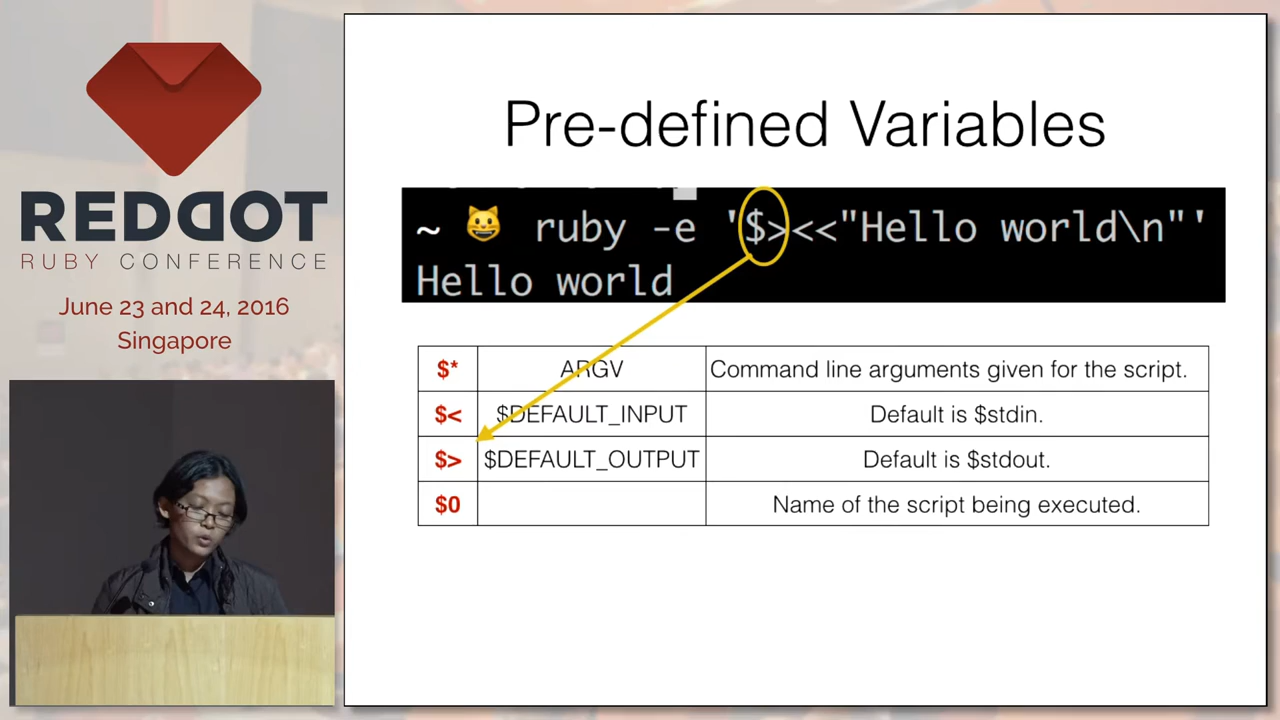 REDDOT
RUBY CONFERENCE
June 23 and 24, 2016
Singapore
Pre-defined Variables
~ 😺 ruby -e '$><<"Hello world\n"'
Hello world
$* ARGV Command line arguments given for the script.
$< $DEFAULT_INPUT Default is $stdin.
$> $DEFAULT_OUTPUT Default is $stdout.
$0 Name of the script being executed.